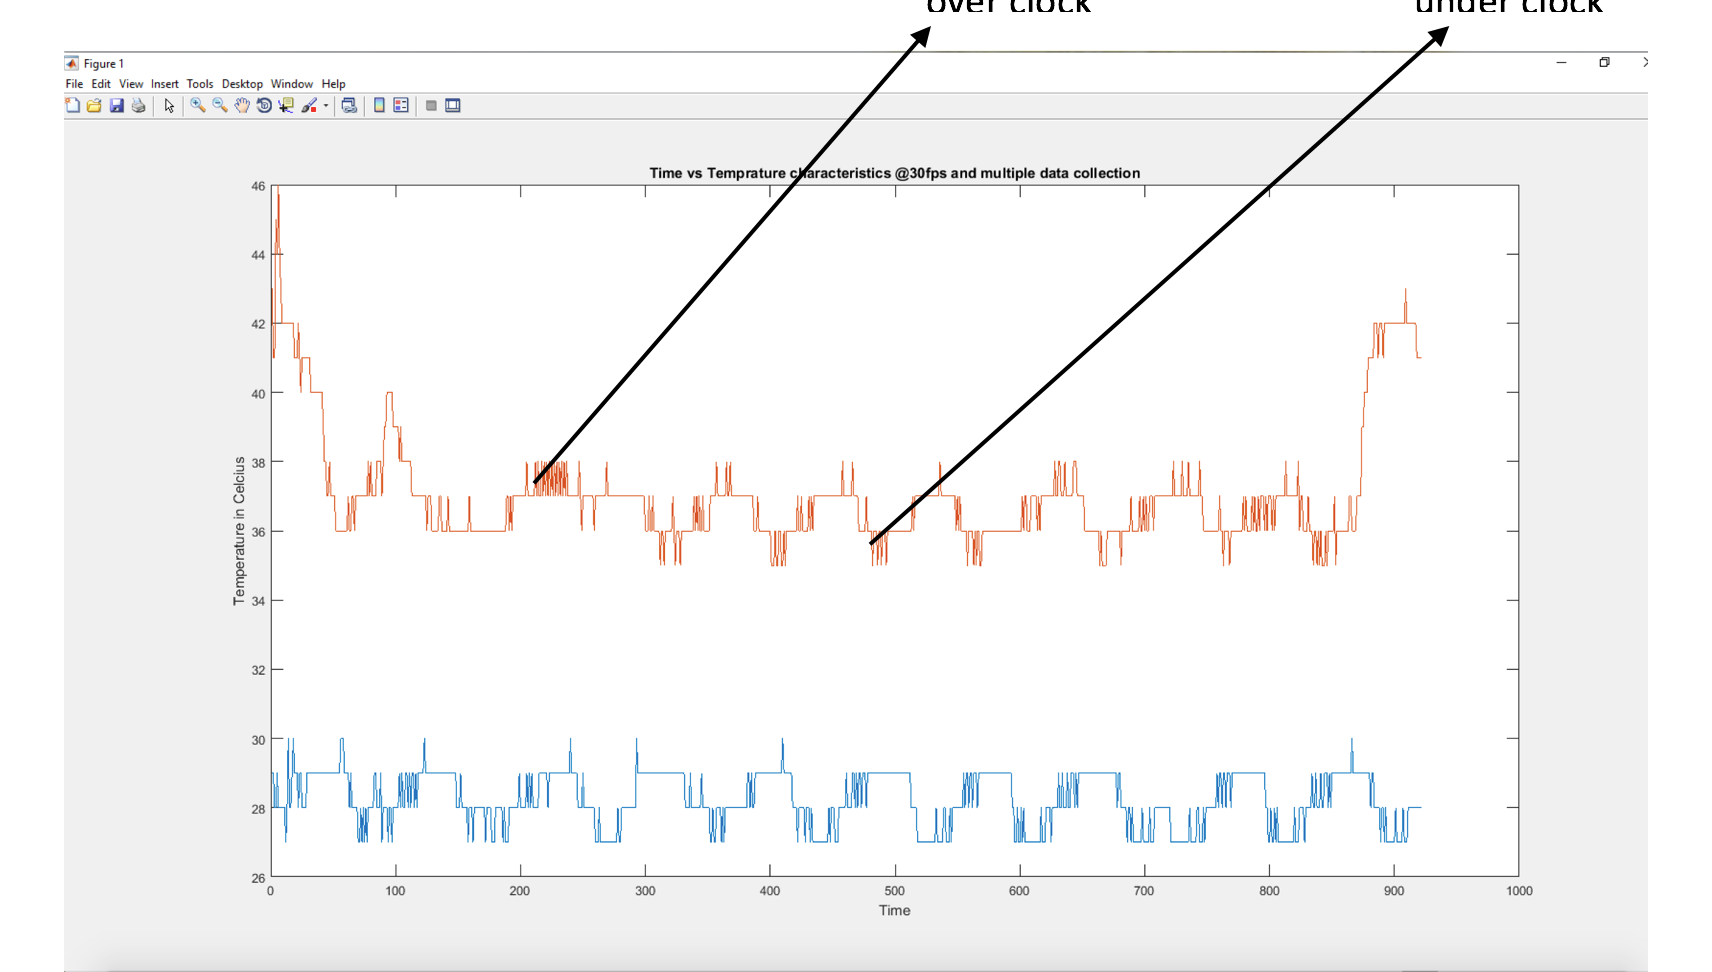 over clock
under clock
Figure 1
File Edit View Insert Tools Desktop Window Help
Time vs Temprature characteristics @30fps and multiple data collection
46
44
42
40
38
36
34
32
30
28
26
Temperature in Celcius
0 100 200 300 400 500 600 700 800 900 1000
Time